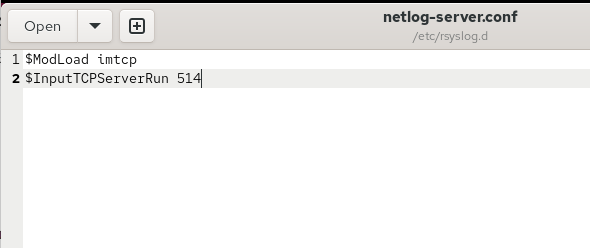 Open
netlog-server.conf
/etc/rsyslog.d
1 $ModLoad imtcp
2 $InputTCPServerRun 514